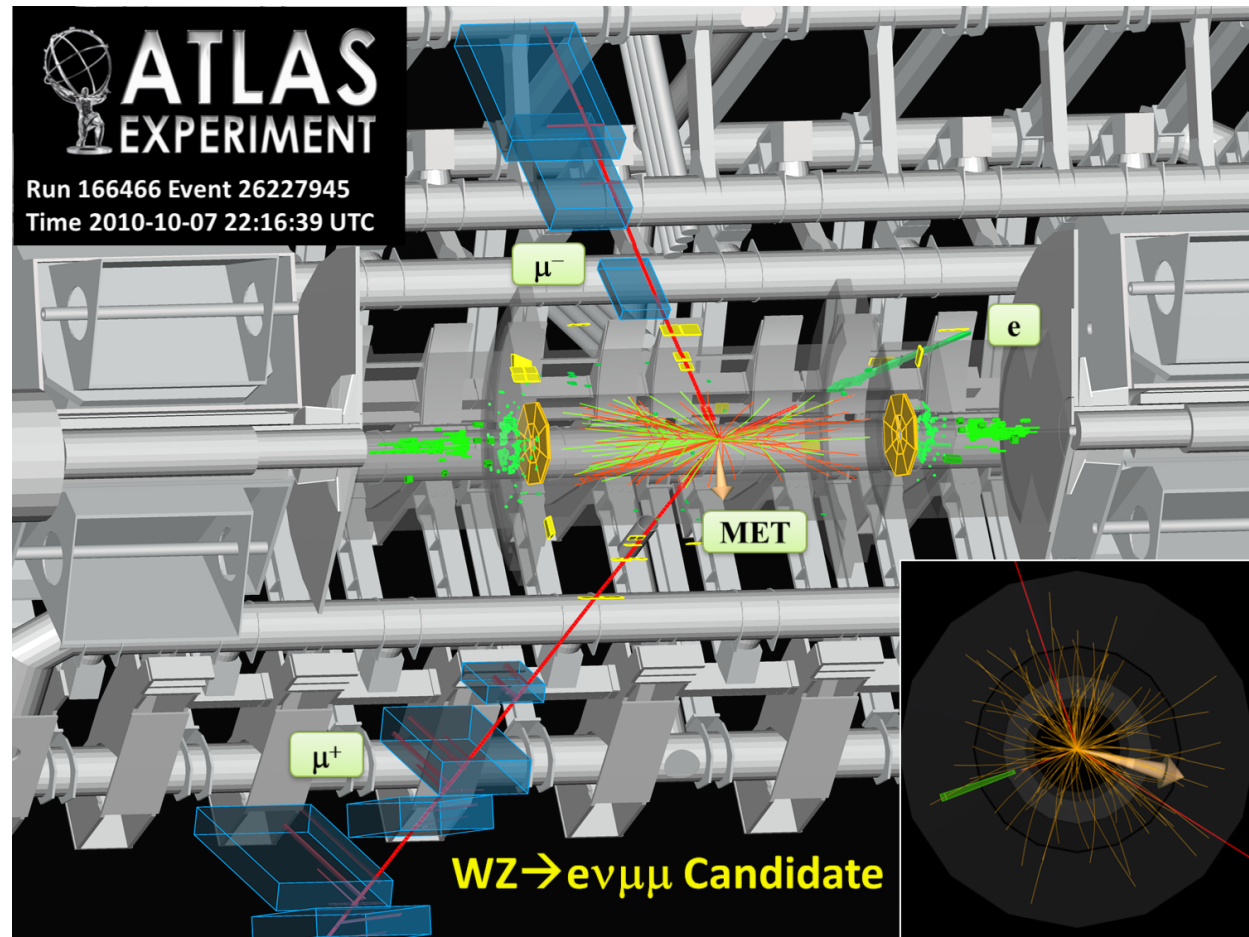 ATLAS
EXPERIMENT
Run 166466 Event 26227945
Time 2010-10-07 22:16:39 UTC
μ⁻
e
MET
μ⁺
WZ→eνμμ Candidate